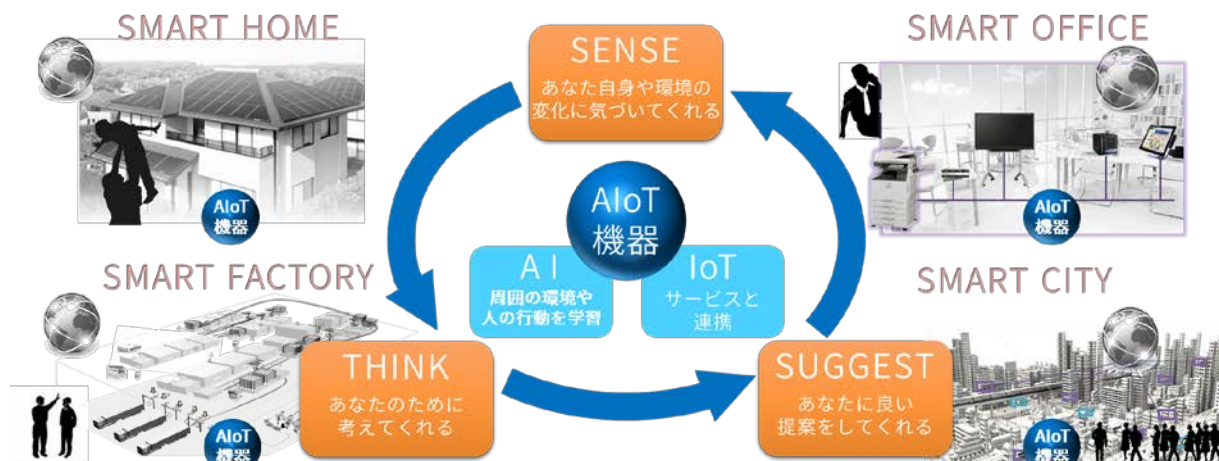 SMART HOME
AIoT
機器
SENSE
あなた自身や環境の
変化に気づいてくれる
SMART OFFICE
AIoT
機器
AIoT
機器
AI
周囲の環境や
人の行動を学習
IoT
サービスと
連携
SMART FACTORY
AIoT
機器
THINK
あなたのために
考えてくれる
SUGGEST
あなたに良い
提案をしてくれる
SMART CITY
AIoT
機器